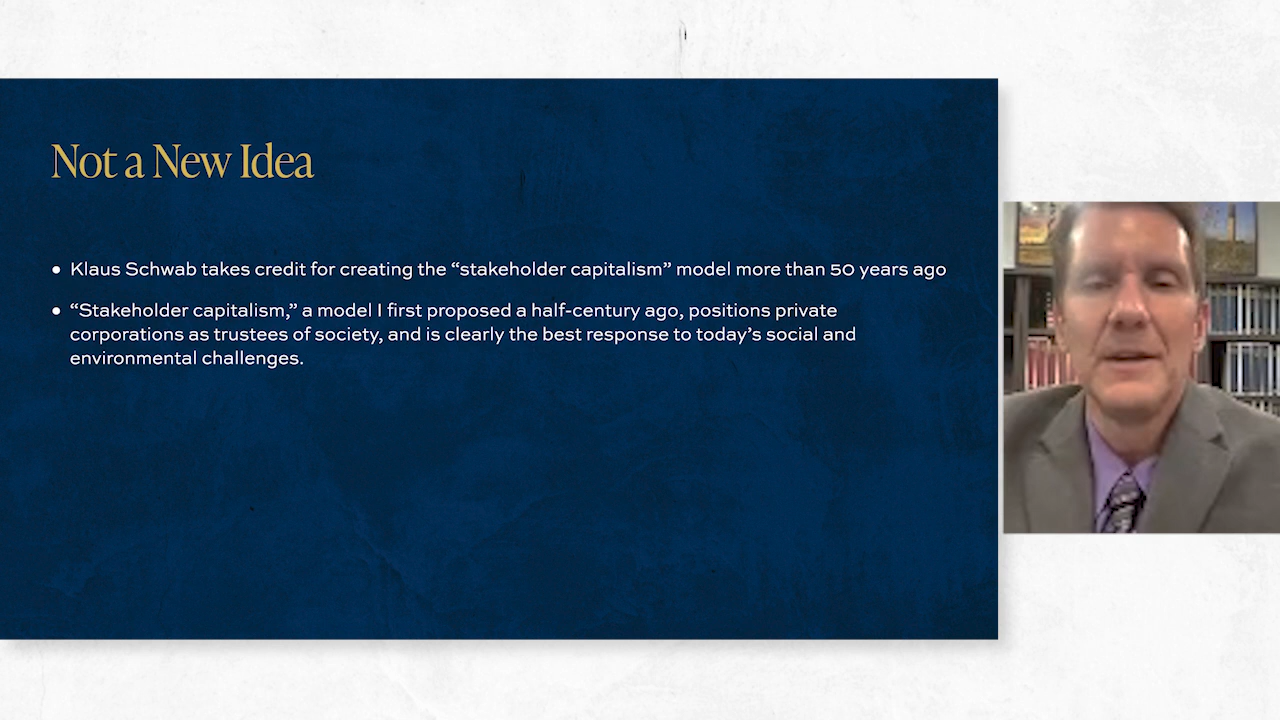 Not a New Idea
• Klaus Schwab takes credit for creating the “stakeholder capitalism” model more than 50 years ago
• “Stakeholder capitalism,” a model I first proposed a half-century ago, positions private
corporations as trustees of society, and is clearly the best response to today’s social and
environmental challenges.